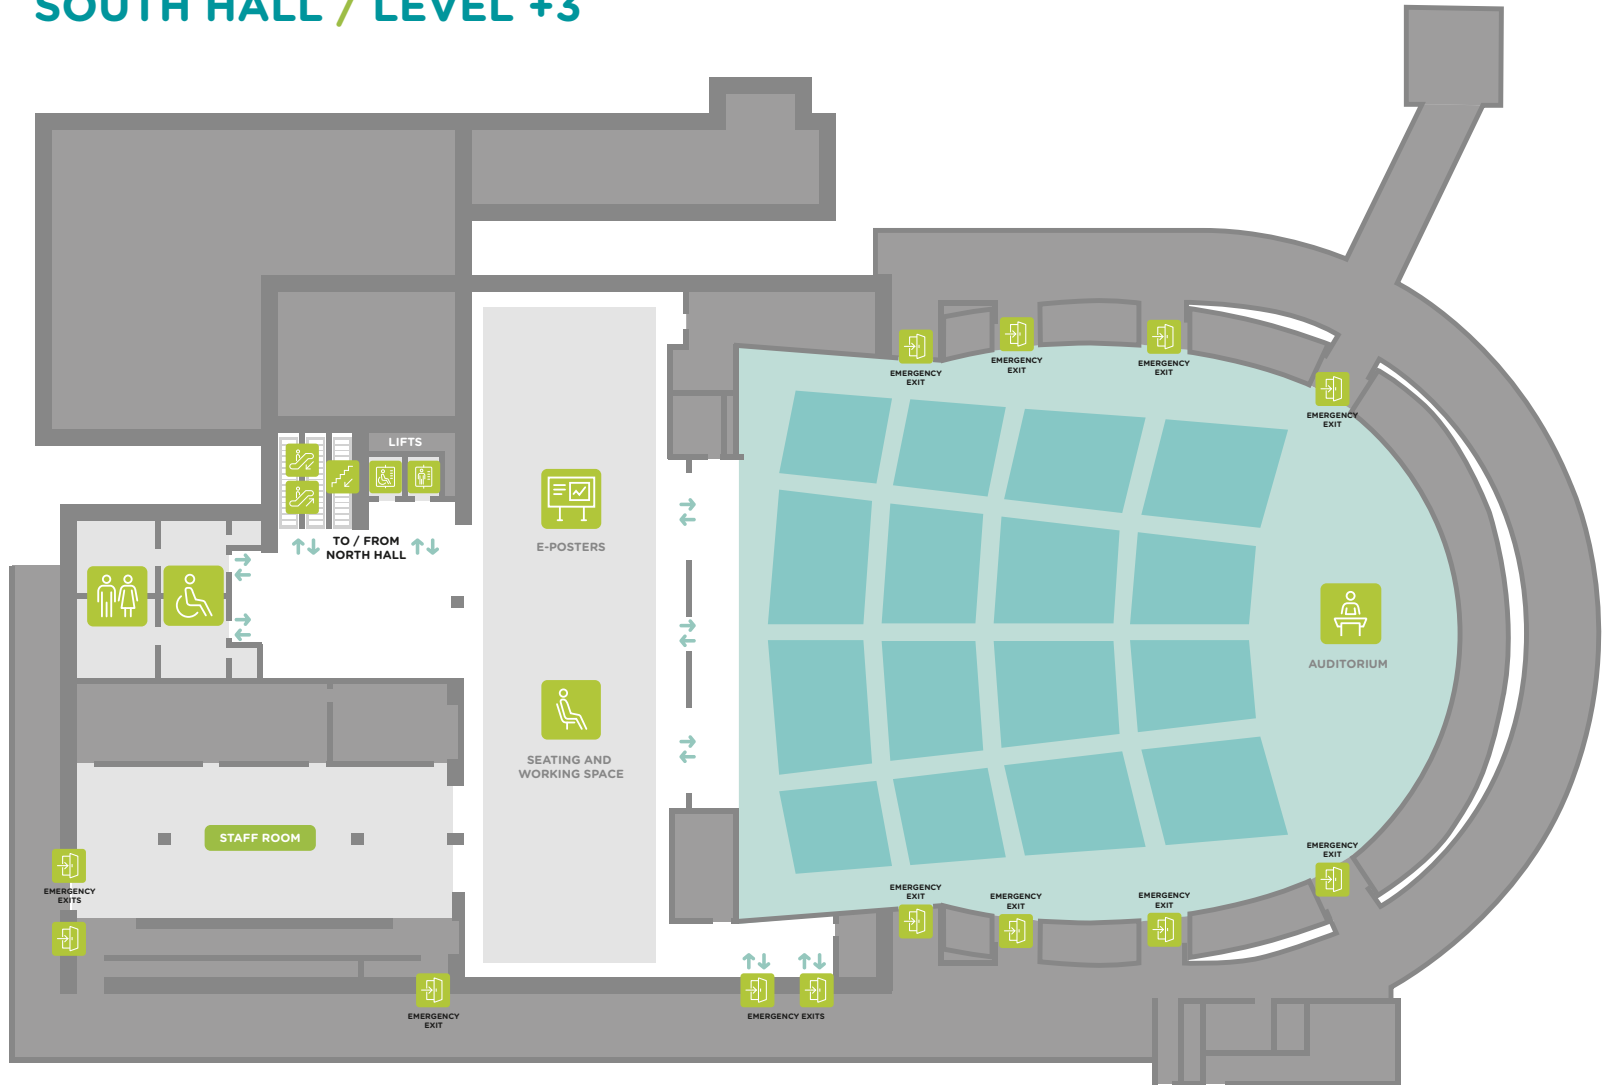 SOUTH HALL / LEVEL +3
EMERGENCY
EXIT
EMERGENCY
EXIT
EMERGENCY
EXIT
EMERGENCY
EXIT
LIFTS
TO / FROM
NORTH HALL
E-POSTERS
AUDITORIUM
SEATING AND
WORKING SPACE
STAFF ROOM
EMERGENCY
EXITS
EMERGENCY
EXIT
EMERGENCY
EXIT
EMERGENCY
EXIT
EMERGENCY
EXIT
EMERGENCY
EXIT
EMERGENCY EXITS